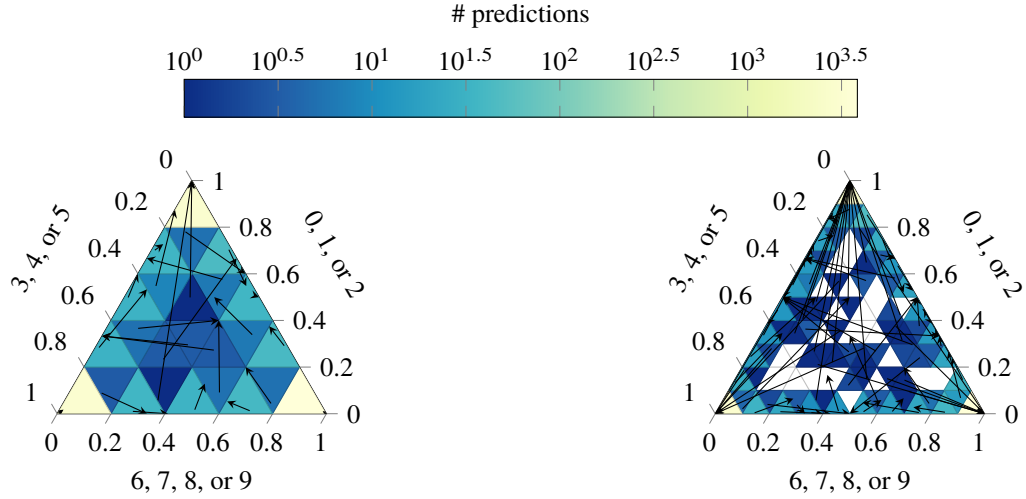 # predictions
10^0 10^0.5 10^1 10^1.5 10^2 10^2.5 10^3 10^3.5
0 0.2 0.4 0.6 0.8 1
3, 4, or 5
1 0.8 0.6 0.4 0.2 0
0, 1, or 2
0 0.2 0.4 0.6 0.8 1
6, 7, 8, or 9
0 0.2 0.4 0.6 0.8 1
3, 4, or 5
1 0.8 0.6 0.4 0.2 0
0, 1, or 2
0 0.2 0.4 0.6 0.8 1
6, 7, 8, or 9